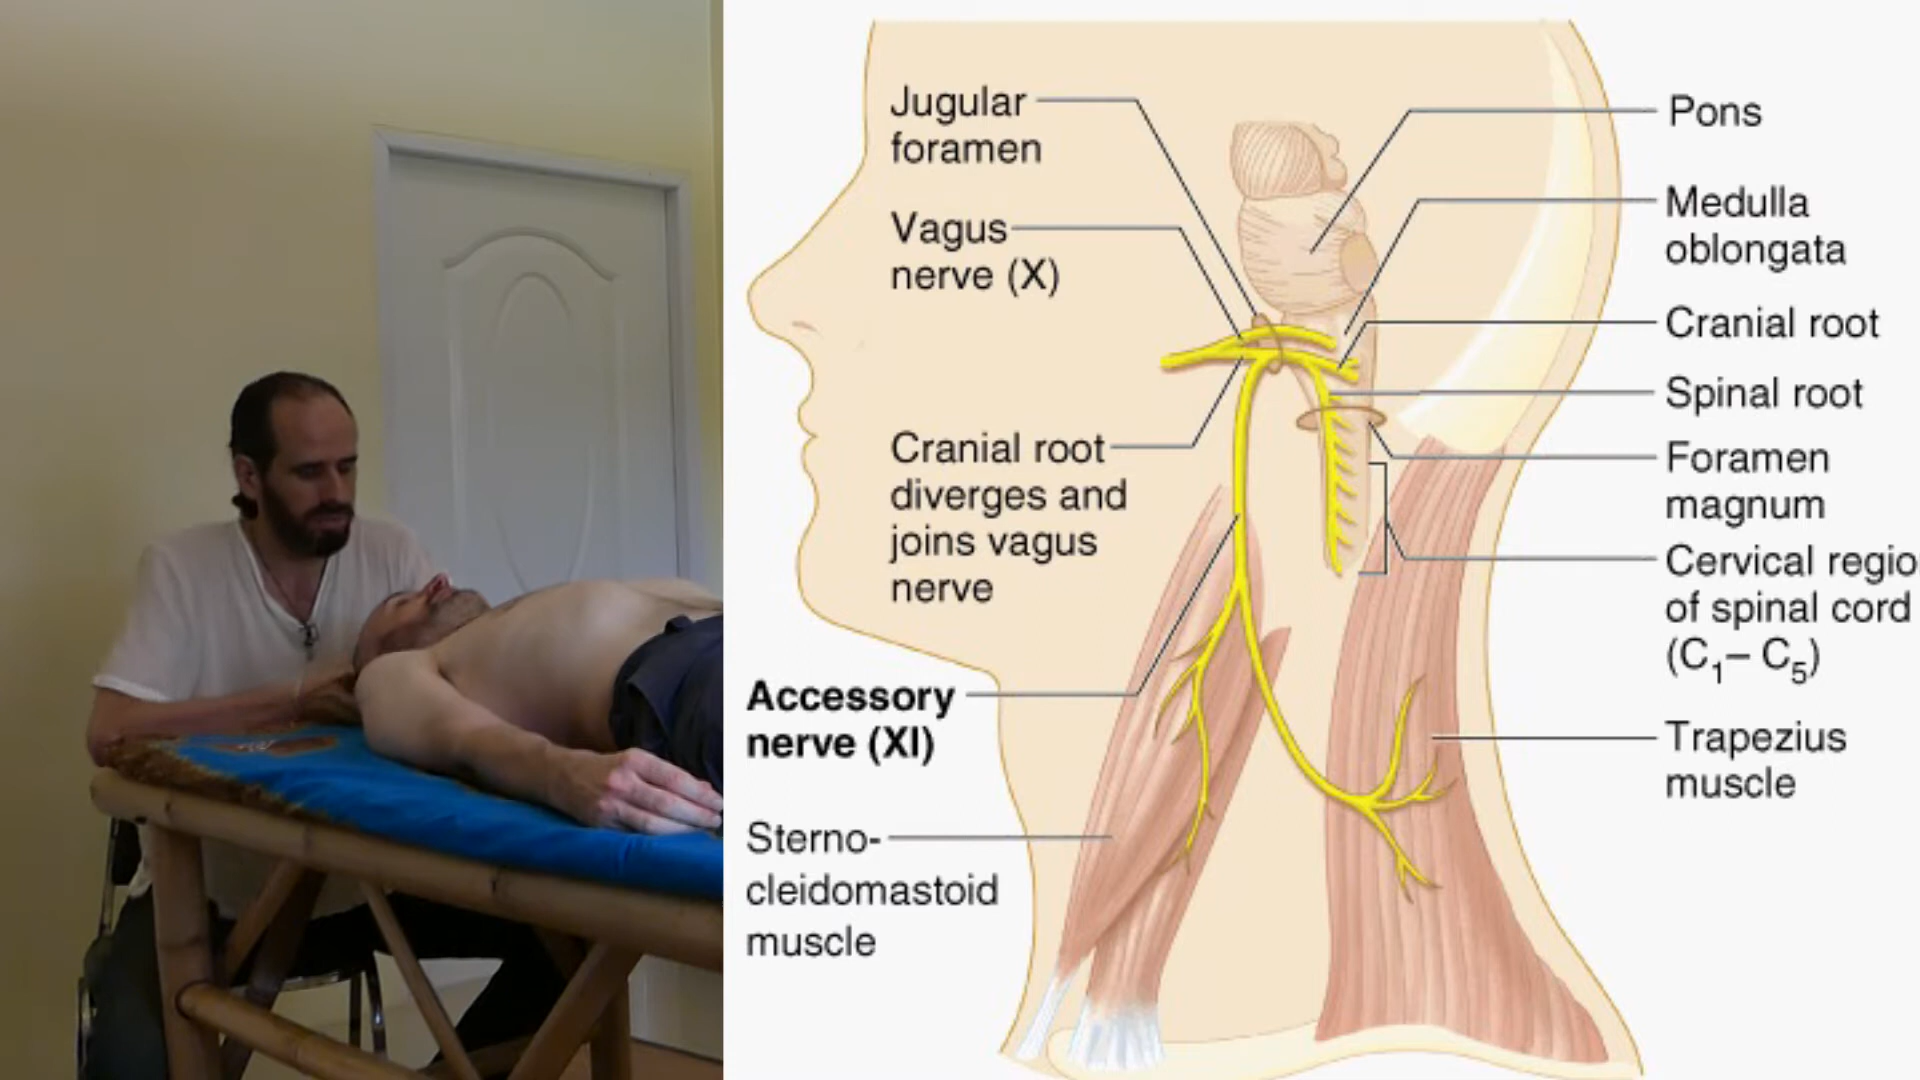 Jugular
foramen
Vagus
nerve (X)
Cranial root
diverges and
joins vagus
nerve
Accessory
nerve (XI)
Sterno-
cleidomastoid
muscle
Pons
Medulla
oblongata
Cranial root
Spinal root
Foramen
magnum
Cervical regio
of spinal cord
(C₁– C₅)
Trapezius
muscle